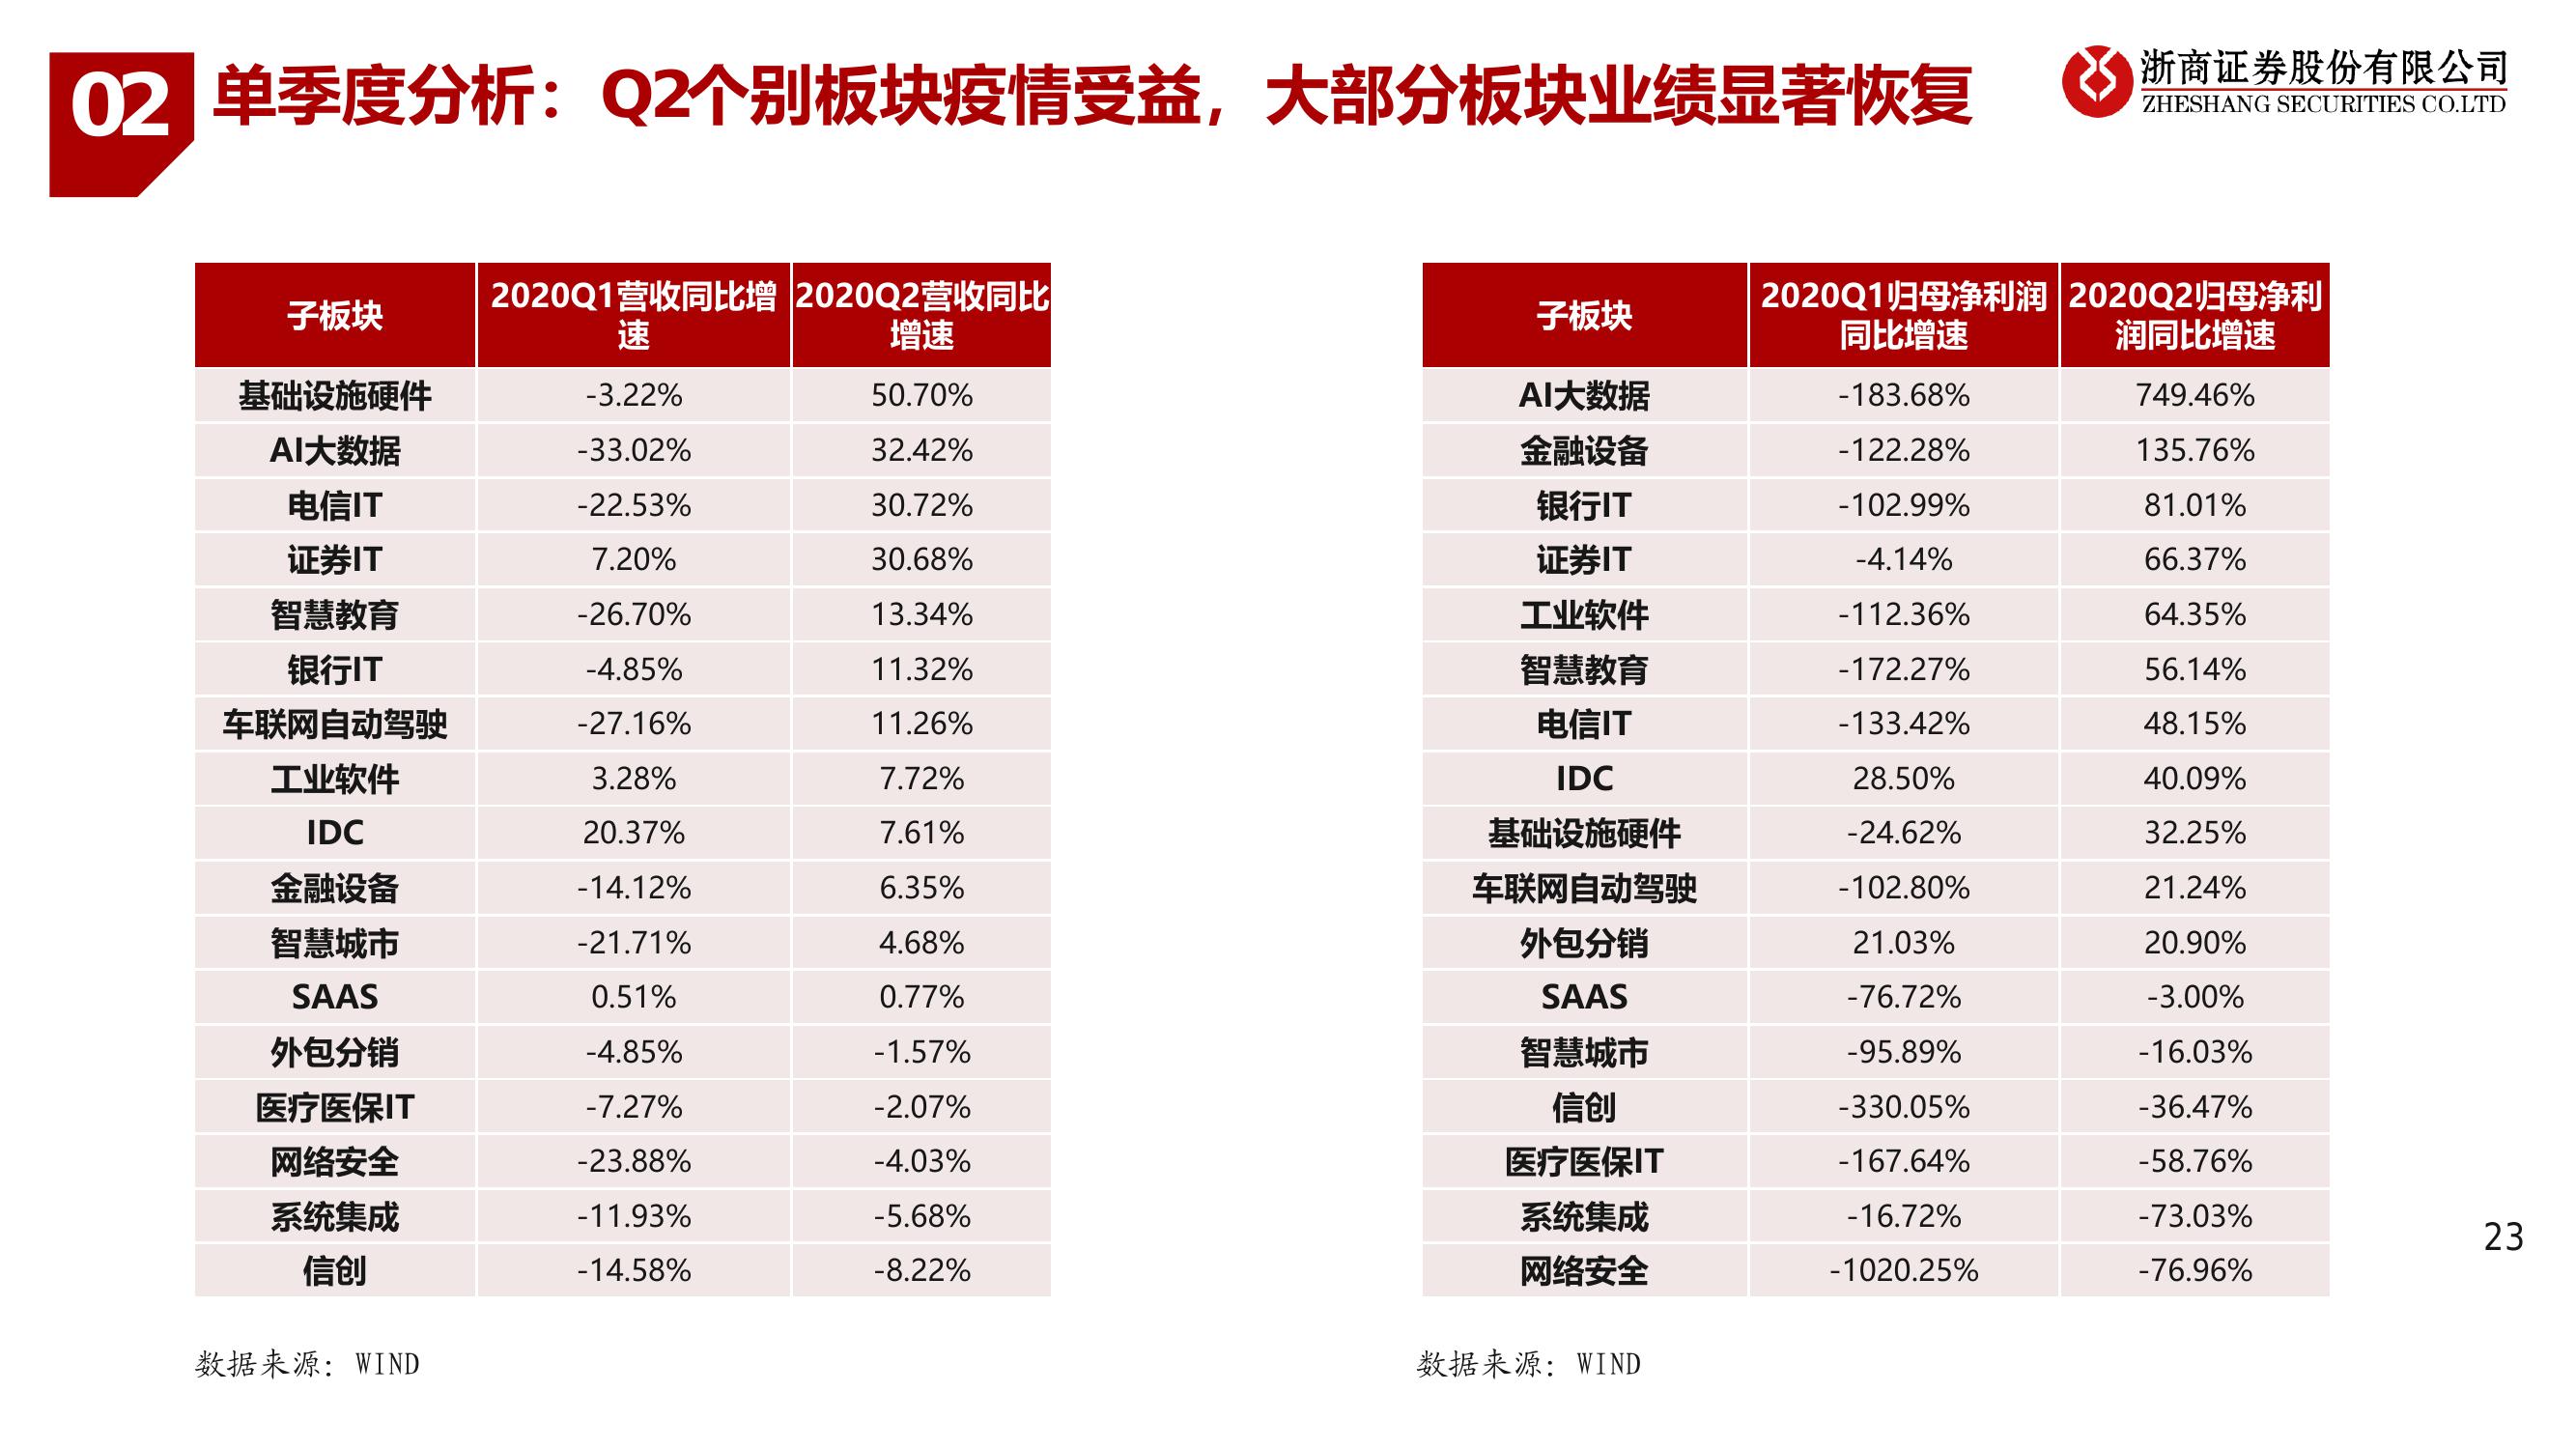 02
单季度分析：Q2个别板块疫情受益，大部分板块业绩显著恢复
浙商证券股份有限公司
ZHESHANG SECURITIES CO.LTD
子板块 2020Q1营收同比增速 2020Q2营收同比增速
基础设施硬件 -3.22% 50.70%
AI大数据 -33.02% 32.42%
电信IT -22.53% 30.72%
证券IT 7.20% 30.68%
智慧教育 -26.70% 13.34%
银行IT -4.85% 11.32%
车联网自动驾驶 -27.16% 11.26%
工业软件 3.28% 7.72%
IDC 20.37% 7.61%
金融设备 -14.12% 6.35%
智慧城市 -21.71% 4.68%
SAAS 0.51% 0.77%
外包分销 -4.85% -1.57%
医疗医保IT -7.27% -2.07%
网络安全 -23.88% -4.03%
系统集成 -11.93% -5.68%
信创 -14.58% -8.22%
数据来源：WIND
子板块 2020Q1归母净利润同比增速 2020Q2归母净利润同比增速
AI大数据 -183.68% 749.46%
金融设备 -122.28% 135.76%
银行IT -102.99% 81.01%
证券IT -4.14% 66.37%
工业软件 -112.36% 64.35%
智慧教育 -172.27% 56.14%
电信IT -133.42% 48.15%
IDC 28.50% 40.09%
基础设施硬件 -24.62% 32.25%
车联网自动驾驶 -102.80% 21.24%
外包分销 21.03% 20.90%
SAAS -76.72% -3.00%
智慧城市 -95.89% -16.03%
信创 -330.05% -36.47%
医疗医保IT -167.64% -58.76%
系统集成 -16.72% -73.03%
网络安全 -1020.25% -76.96%
数据来源：WIND
23